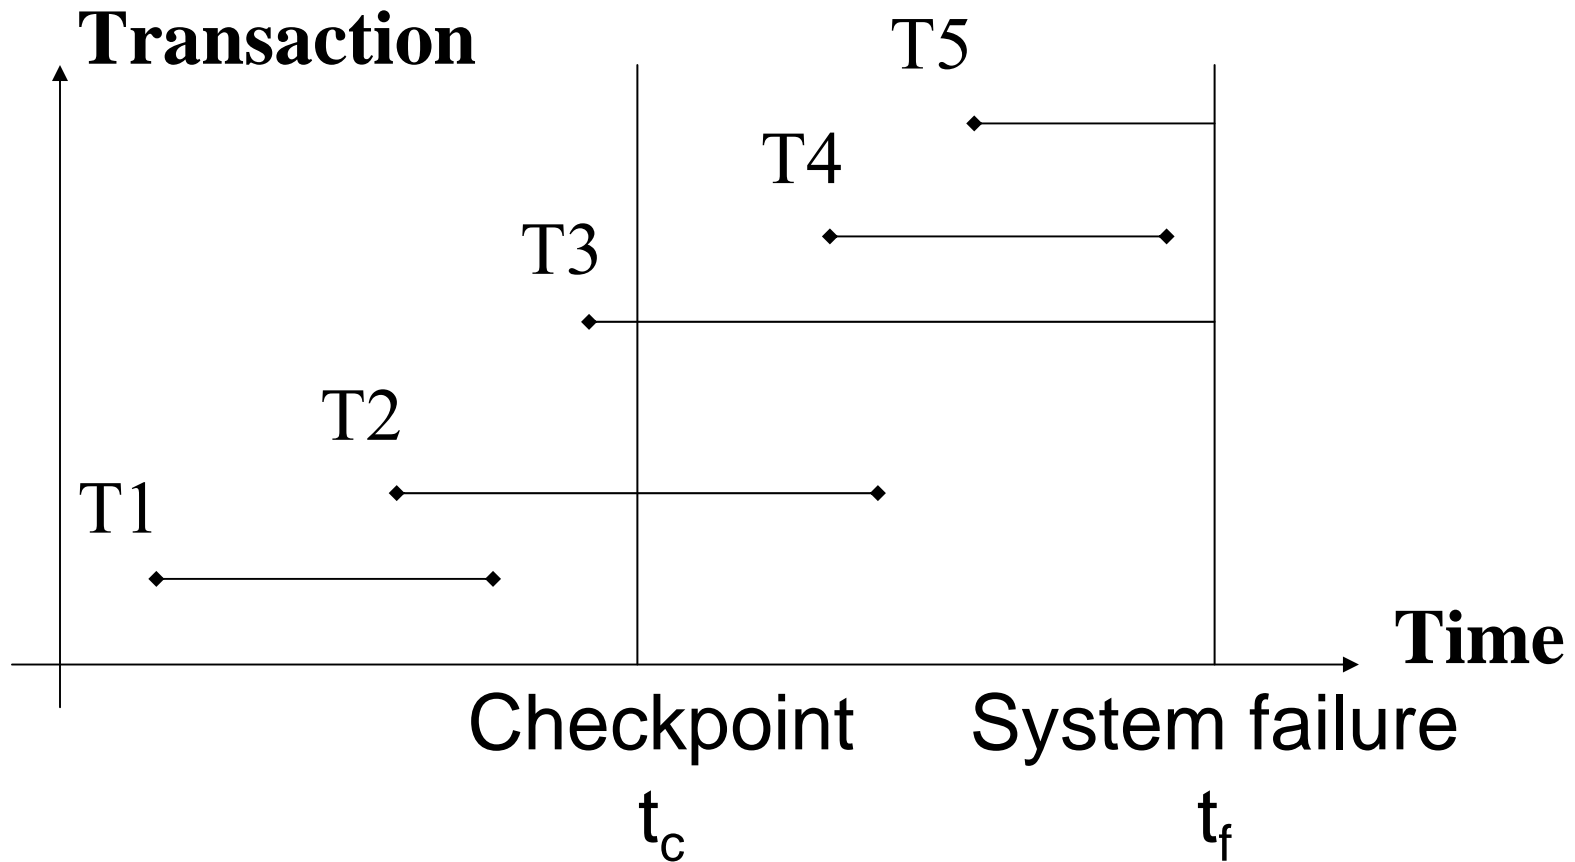 Transaction
T5
T4
T3
T2
T1
Time
Checkpoint
System failure
tc
tf